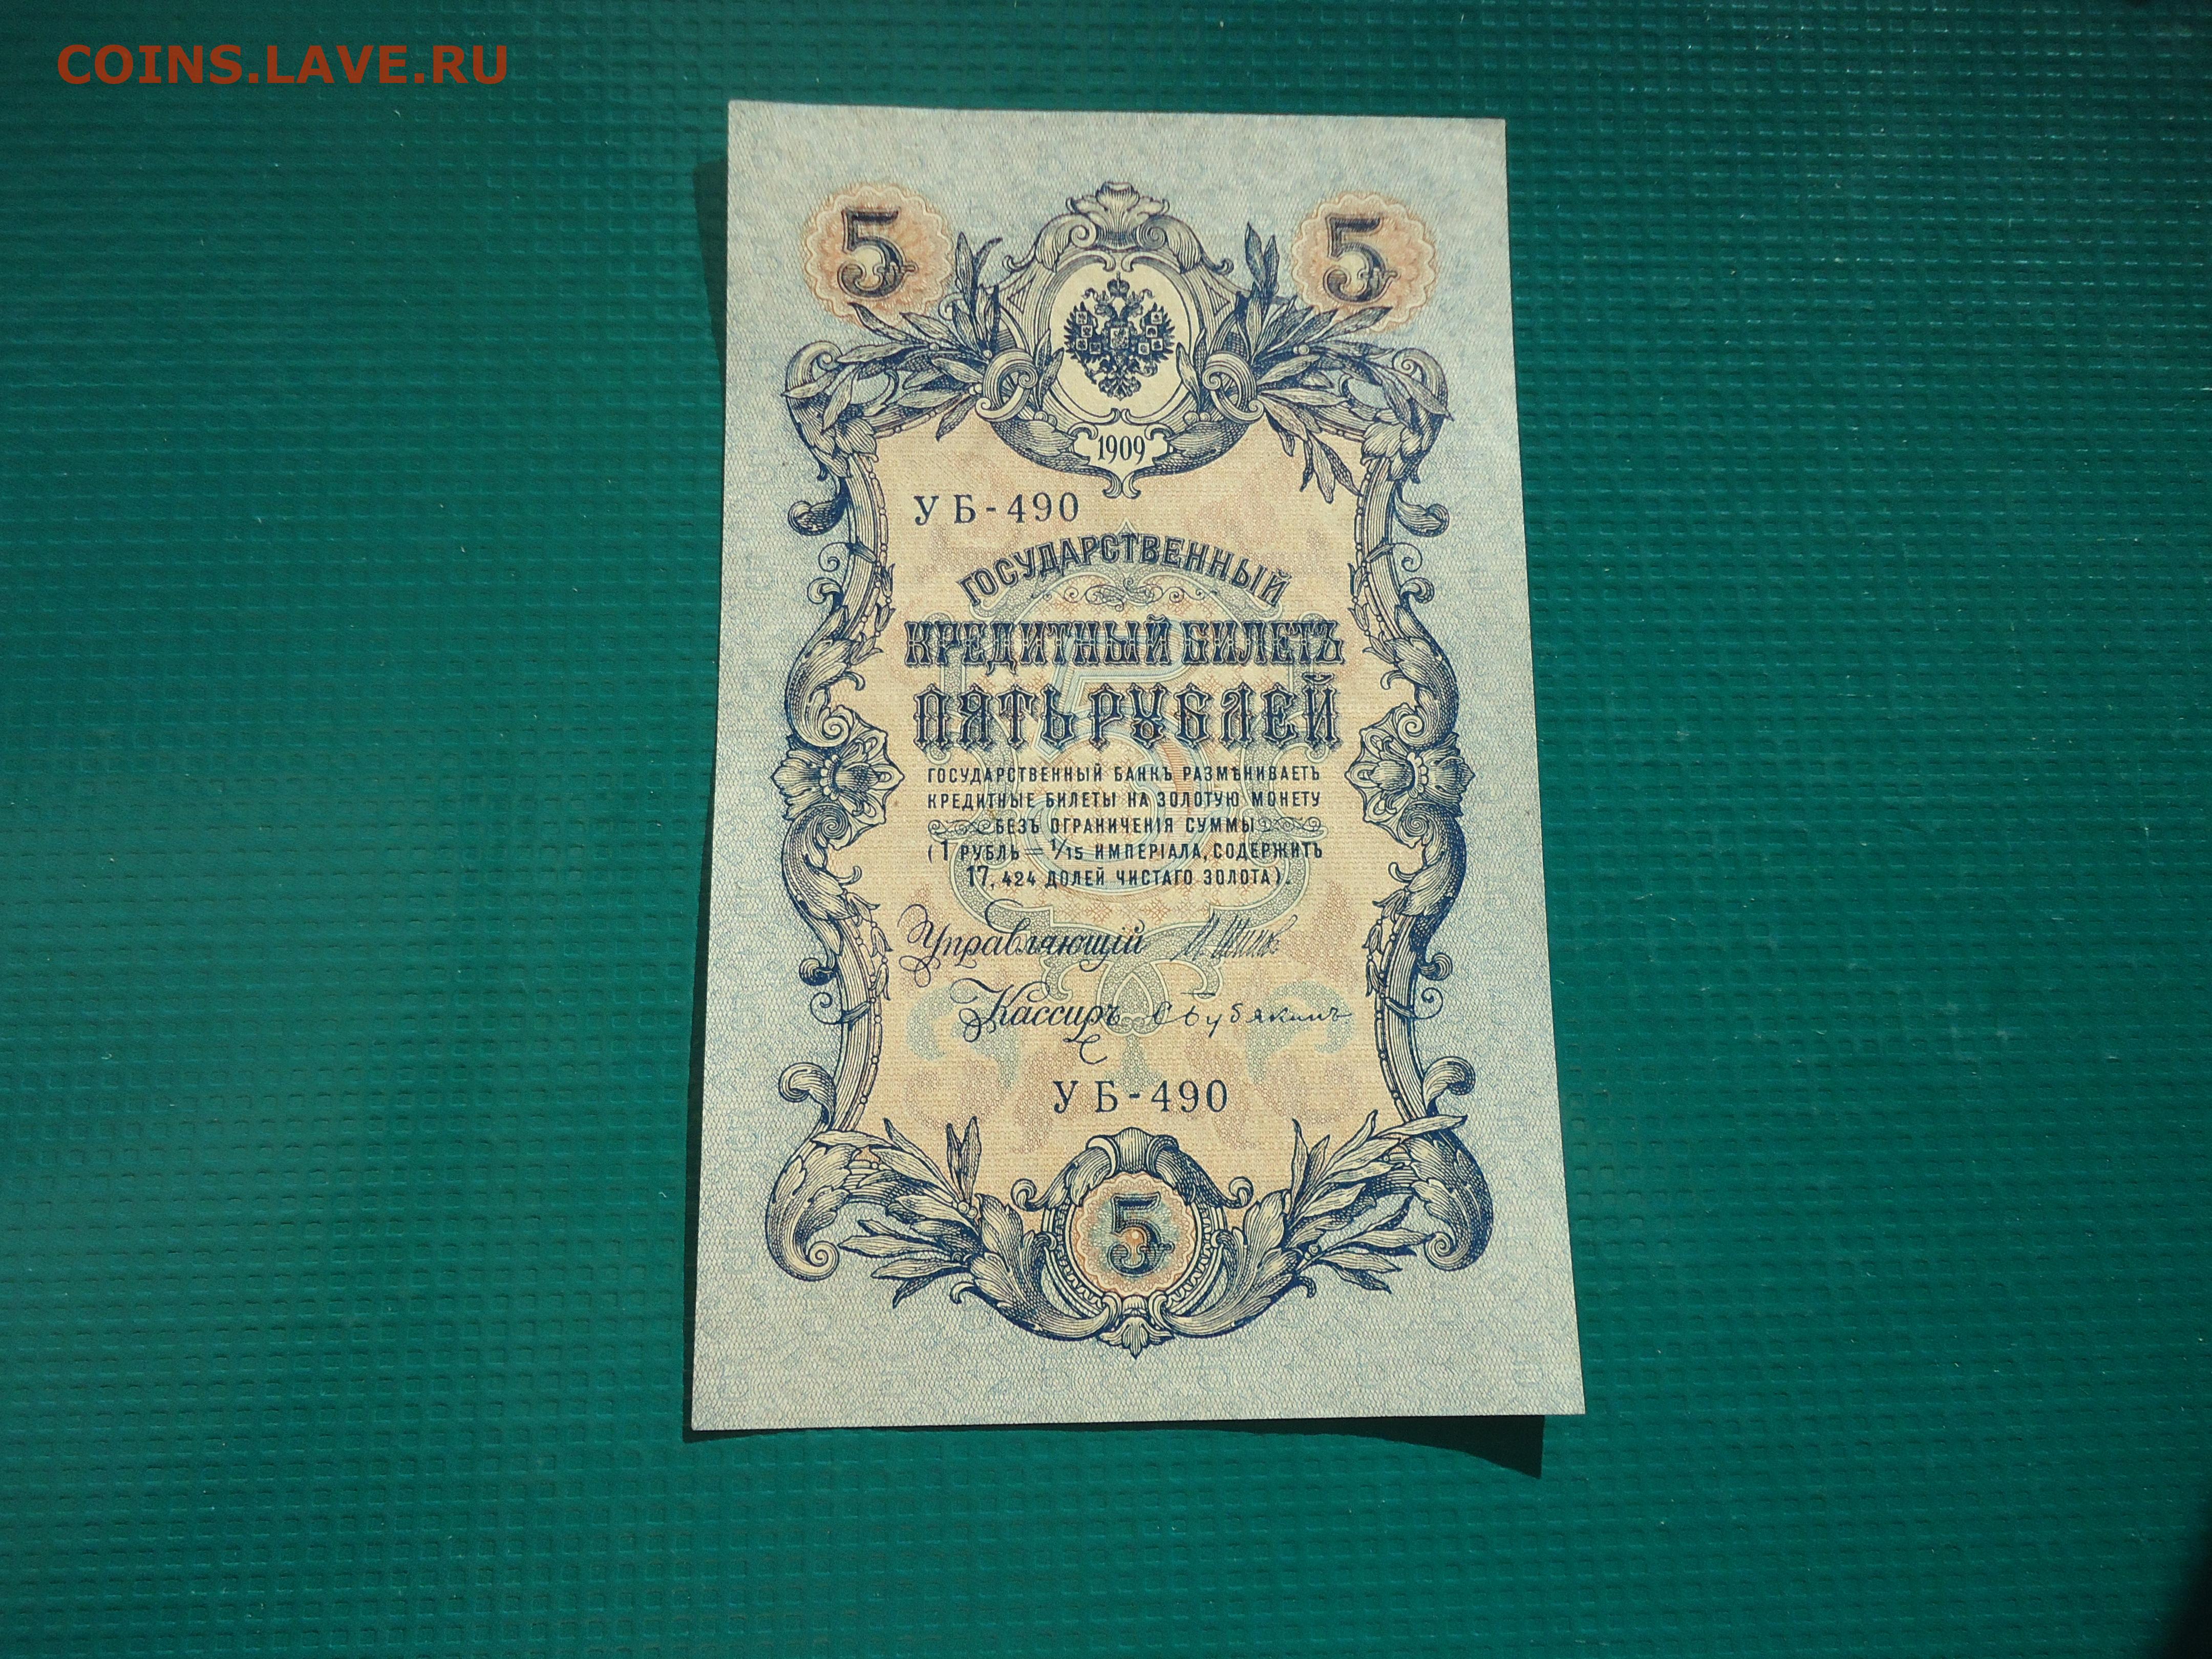 COINS.LAVE.RU
5 5
1909
УБ-490
ГОСУДАРСТВЕННЫЙ
КРЕДИТНЫЙ БИЛЕТЪ
ПЯТЬ РУБЛЕЙ
ГОСУДАРСТВЕННЫЙ БАНКЪ РАЗМѢНИВАЕТЪ
КРЕДИТНЫЕ БИЛЕТЫ НА ЗОЛОТУЮ МОНЕТУ
БЕЗЪ ОГРАНИЧЕНІЯ СУММЫ
(1 РУБЛЬ = 1/15 ИМПЕРІАЛА, СОДЕРЖИТЪ
17,424 ДОЛЕЙ ЧИСТАГО ЗОЛОТА).
Управляющій И. Шиповъ
Кассиръ С Бубякинъ
УБ-490
5